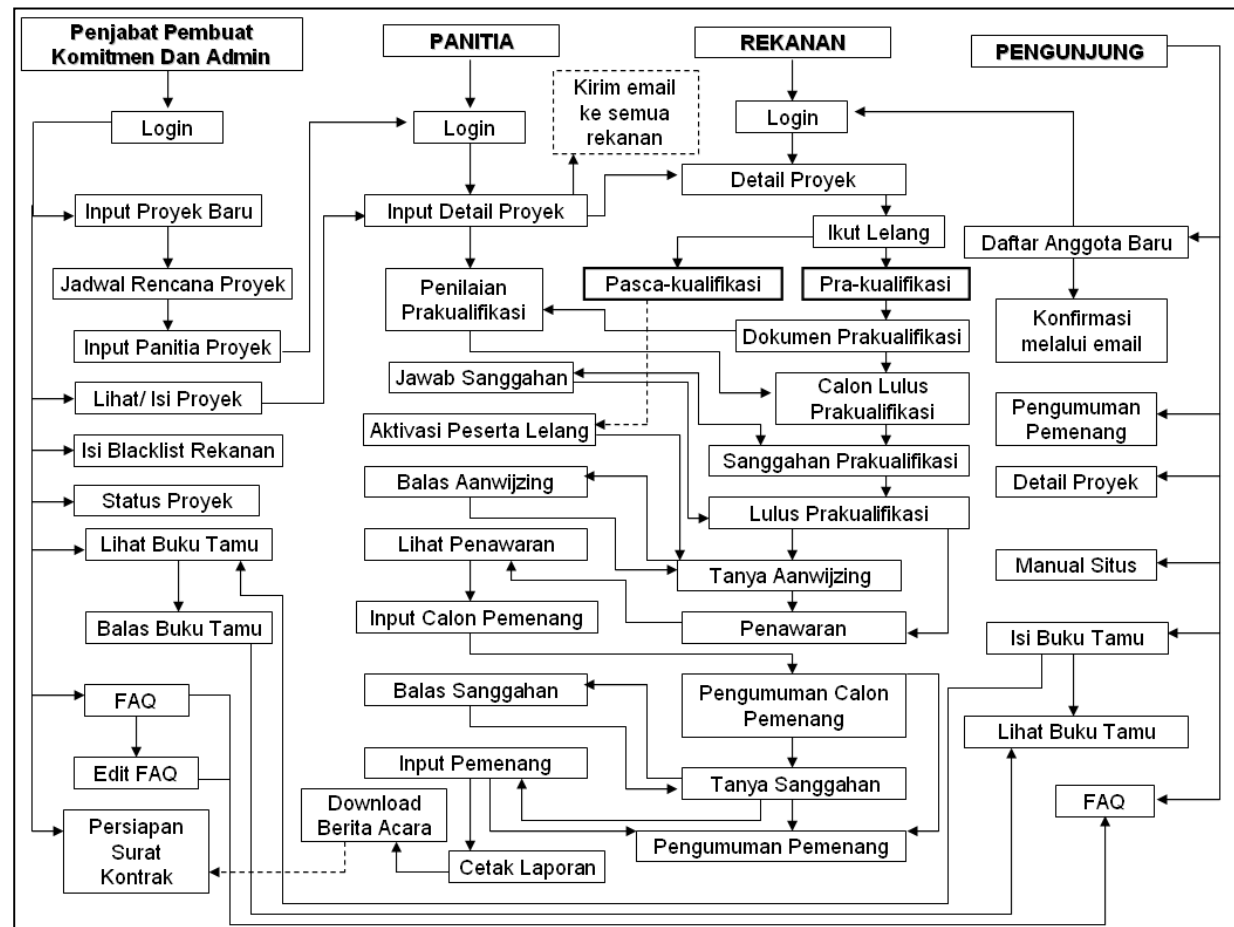 Penjabat Pembuat
Komitmen Dan Admin
Login
Input Proyek Baru
Jadwal Rencana Proyek
Input Panitia Proyek
Lihat/ Isi Proyek
Isi Blacklist Rekanan
Status Proyek
Lihat Buku Tamu
Balas Buku Tamu
FAQ
Edit FAQ
Persiapan
Surat
Kontrak
PANITIA
Login
Kirim email
ke semua
rekanan
Input Detail Proyek
Penilaian
Prakualifikasi
Jawab Sanggahan
Aktivasi Peserta Lelang
Balas Aanwijzing
Lihat Penawaran
Input Calon Pemenang
Balas Sanggahan
Input Pemenang
Download
Berita Acara
Cetak Laporan
REKANAN
Login
Detail Proyek
Ikut Lelang
Pasca-kualifikasi
Pra-kualifikasi
Dokumen Prakualifikasi
Calon Lulus
Prakualifikasi
Sanggahan Prakualifikasi
Lulus Prakualifikasi
Tanya Aanwijzing
Penawaran
Pengumuman Calon
Pemenang
Tanya Sanggahan
Pengumuman Pemenang
PENGUNJUNG
Daftar Anggota Baru
Konfirmasi
melalui email
Pengumuman
Pemenang
Detail Proyek
Manual Situs
Isi Buku Tamu
Lihat Buku Tamu
FAQ